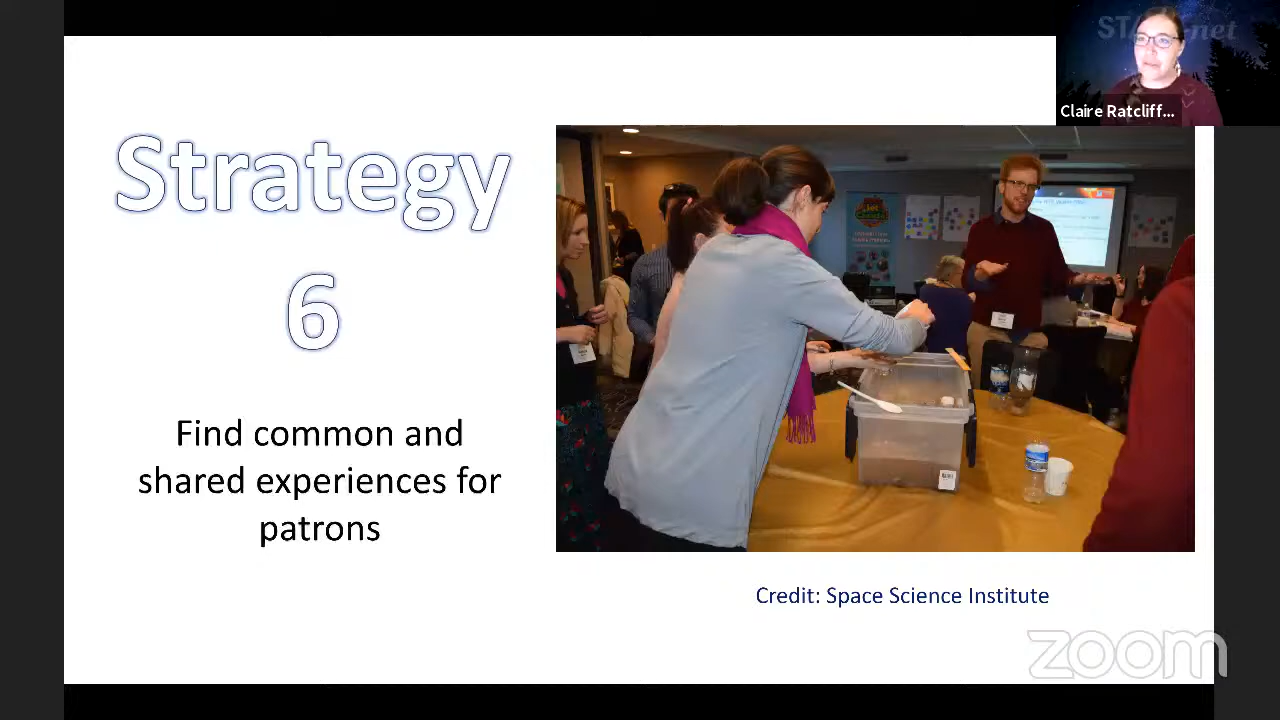 Claire Ratcliff...
Strategy
6
Find common and
shared experiences for
patrons
Credit: Space Science Institute
zoom